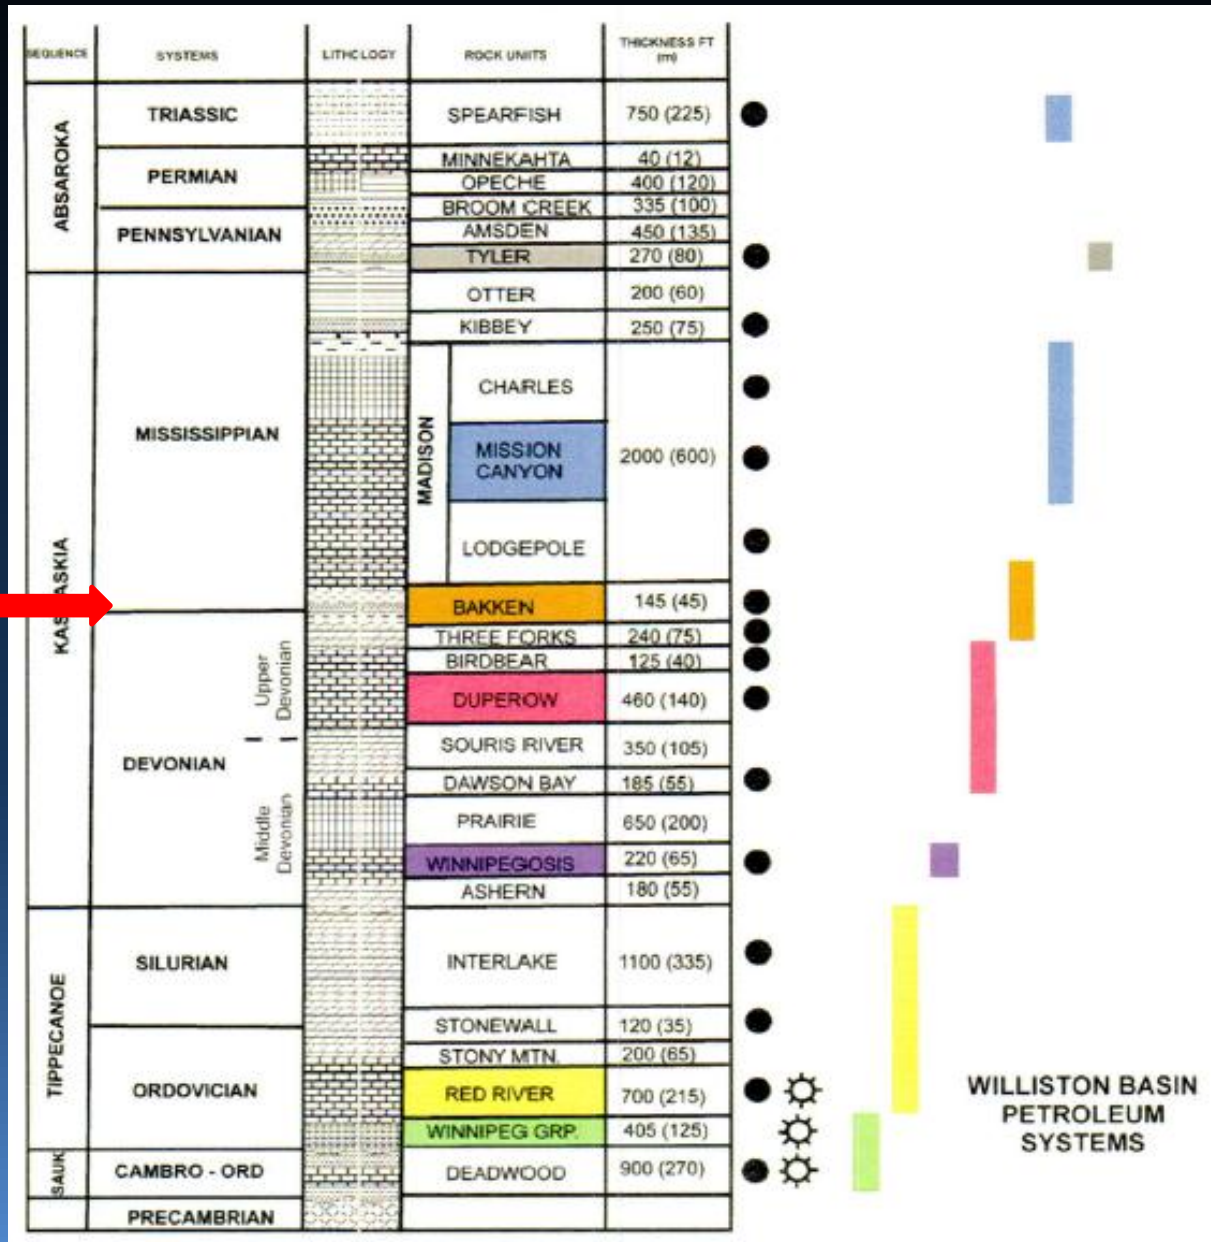 SEQUENCE SYSTEMS LITHOLOGY ROCK UNIITS THICKNESS FT
(m)
ABSAROKA
TRIASSIC SPEARFISH 750 (225)
PERMIAN
MINNEKAHTA 40 (12)
OPECHE 400 (120)
BROOM CREEK 335 (100)
PENNSYLVANIAN
AMSDEN 450 (135)
TYLER 270 (80)
KASKASKIA
MISSISSIPPIAN
OTTER 200 (60)
KIBBEY 250 (75)
MADISON
CHARLES
MISSION
CANYON
2000 (600)
LODGEPOLE
BAKKEN 145 (45)
DEVONIAN
Upper
Devonian
THREE FORKS 240 (75)
BIRDBEAR 125 (40)
DUPEROW 460 (140)
SOURIS RIVER 350 (105)
Middle
Devonian
DAWSON BAY 185 (55)
PRAIRIE 650 (200)
WINNIPEGOSIS 220 (65)
ASHERN 180 (55)
TIPPECANOE
SILURIAN INTERLAKE 1100 (335)
ORDOVICIAN
STONEWALL 120 (35)
STONY MTN. 200 (65)
RED RIVER 700 (215)
WINNIPEG GRP. 405 (125)
SAUK
CAMBRO - ORD DEADWOOD 900 (270)
PRECAMBRIAN
WILLISTON BASIN
PETROLEUM
SYSTEMS